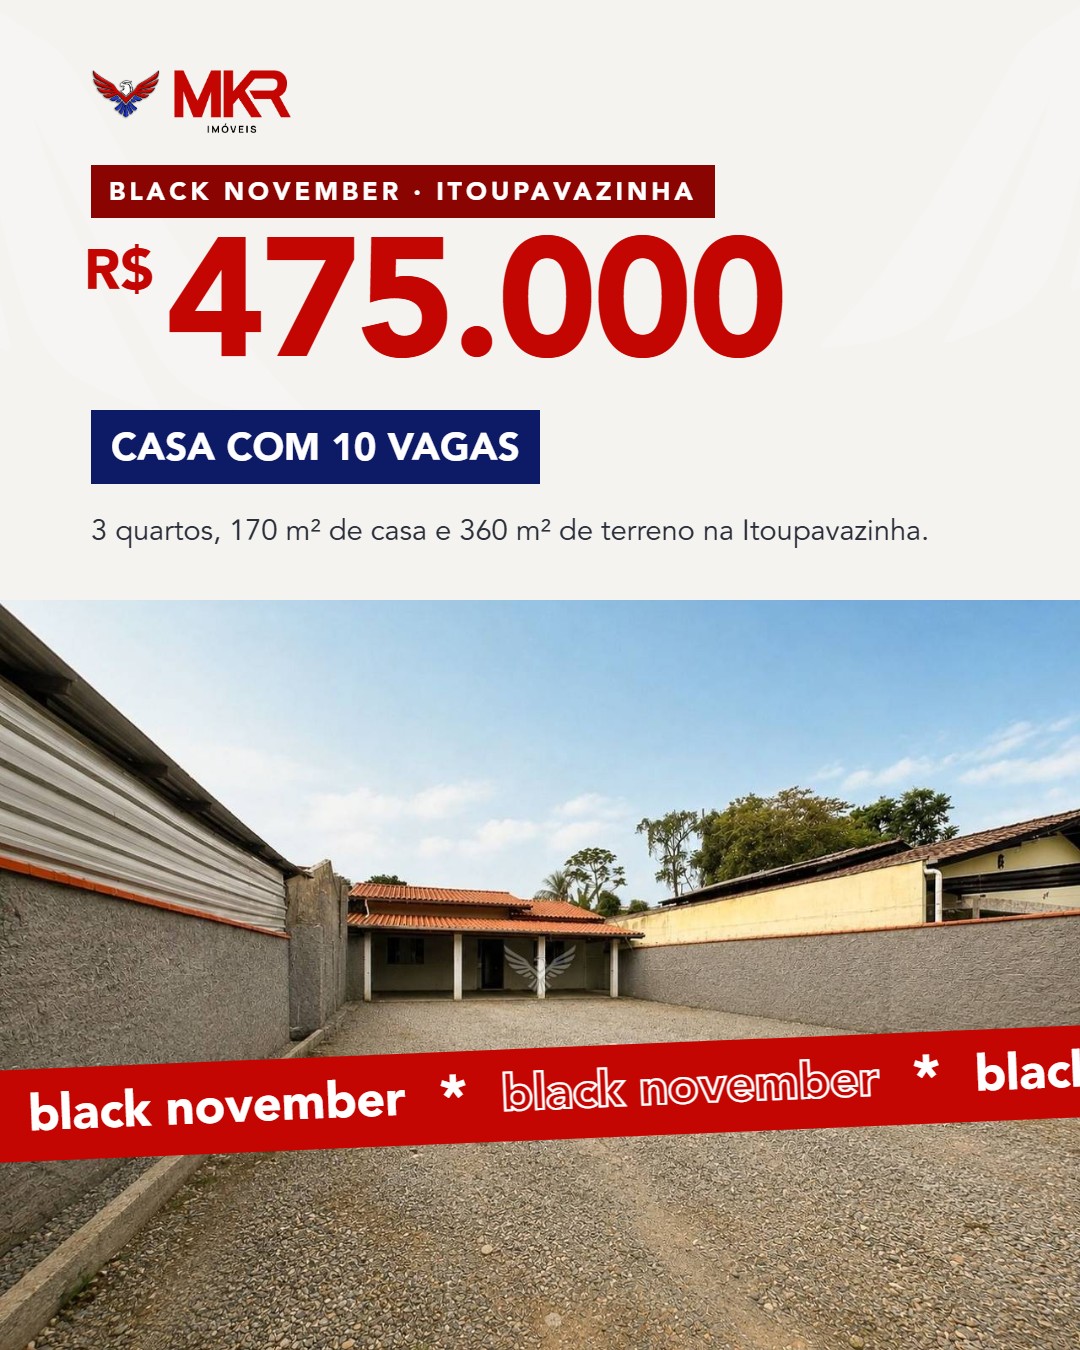 MKR
IMÓVEIS
BLACK NOVEMBER · ITOUPAVAZINHA
R$ 475.000
CASA COM 10 VAGAS
3 quartos, 170 m² de casa e 360 m² de terreno na Itoupavazinha.
black november * black november * black